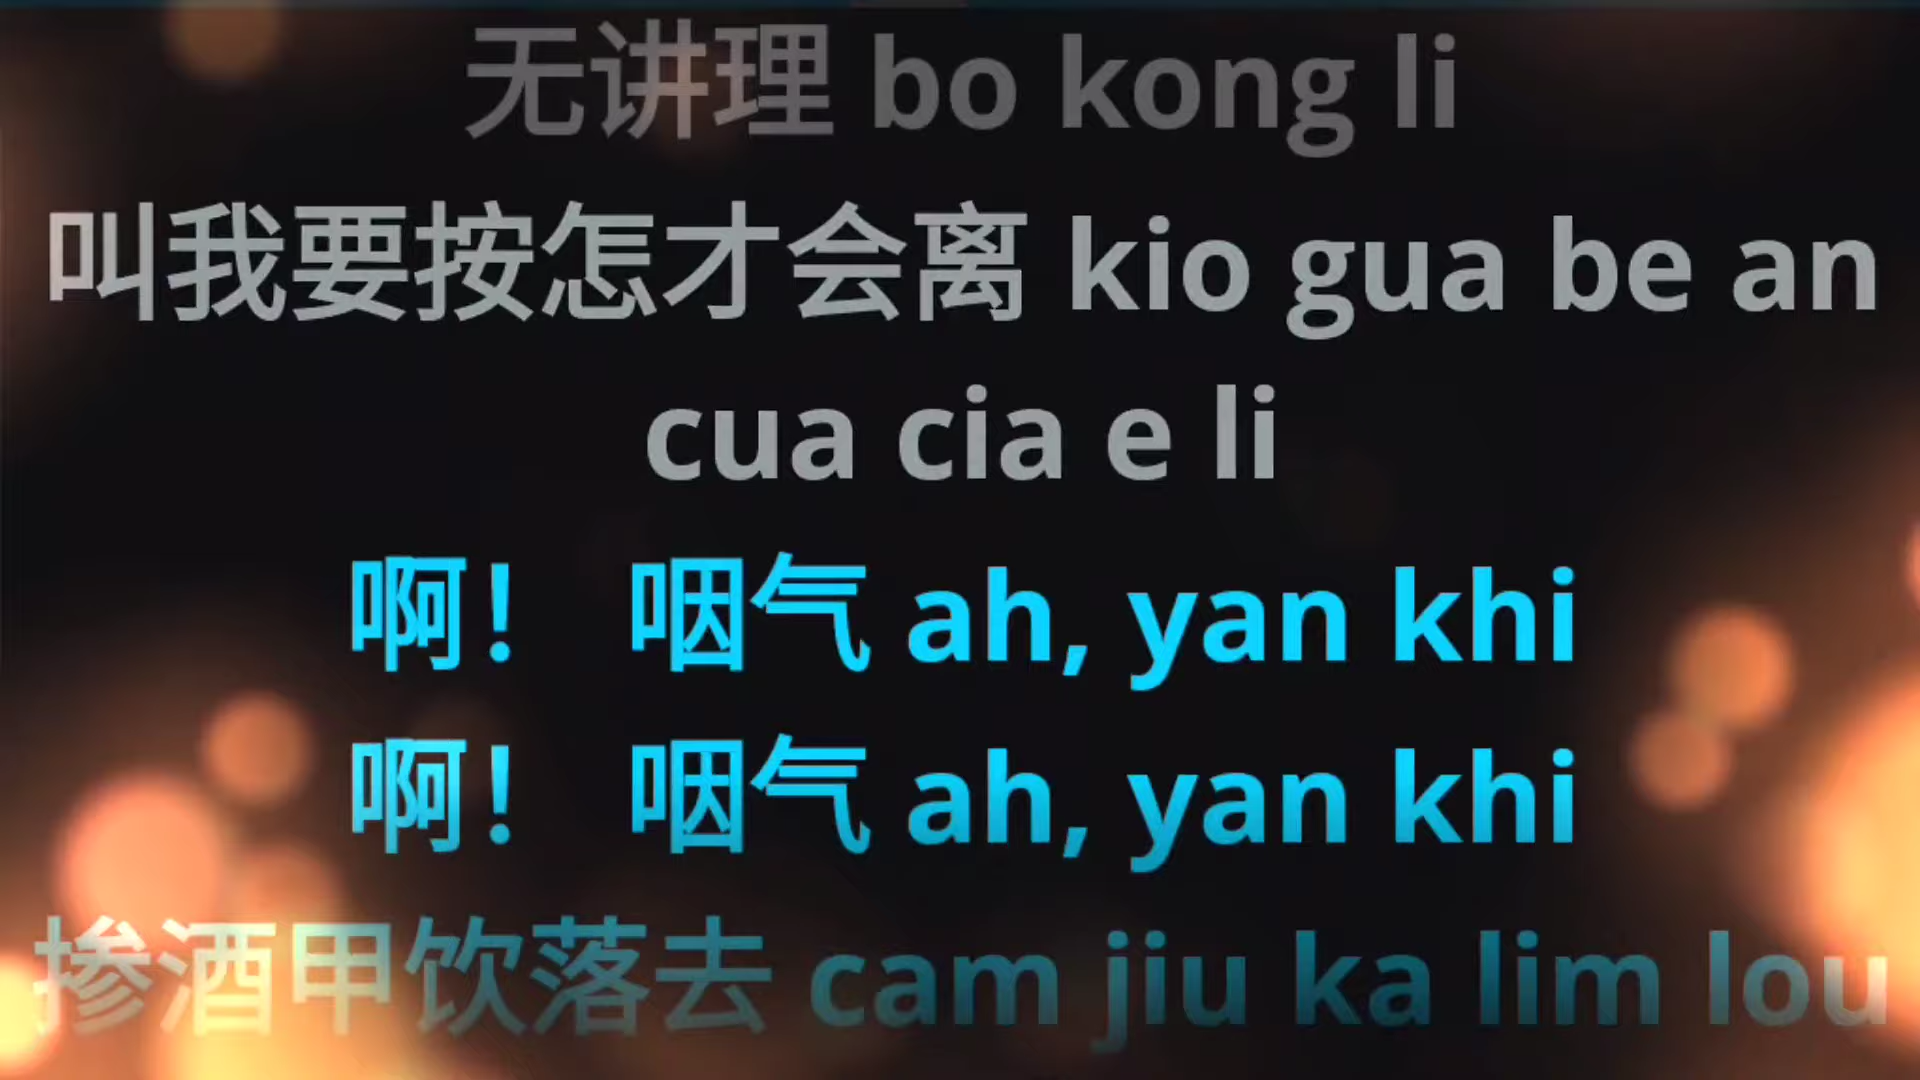 无讲理 bo kong li
叫我要按怎才会离 kio gua be an
cua cia e li
啊！ 咽气 ah, yan khi
啊！ 咽气 ah, yan khi
掺酒甲饮落去 cam jiu ka lim lou